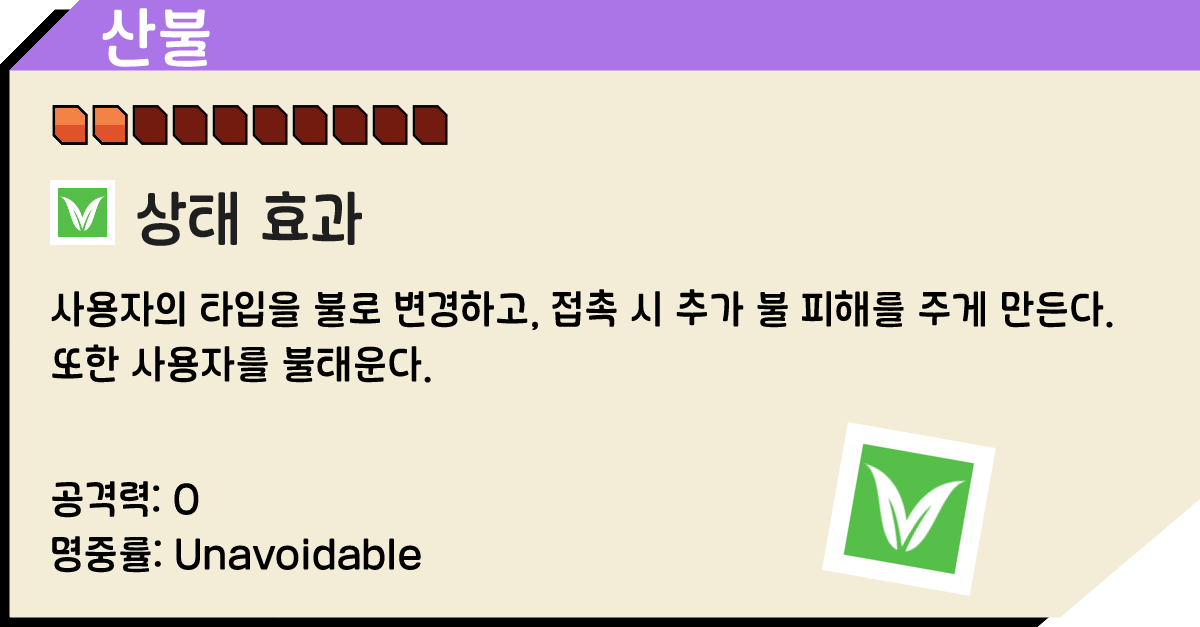 산불
상태 효과
사용자의 타입을 불로 변경하고, 접촉 시 추가 불 피해를 주게 만든다.
또한 사용자를 불태운다.
공격력: 0
명중률: Unavoidable